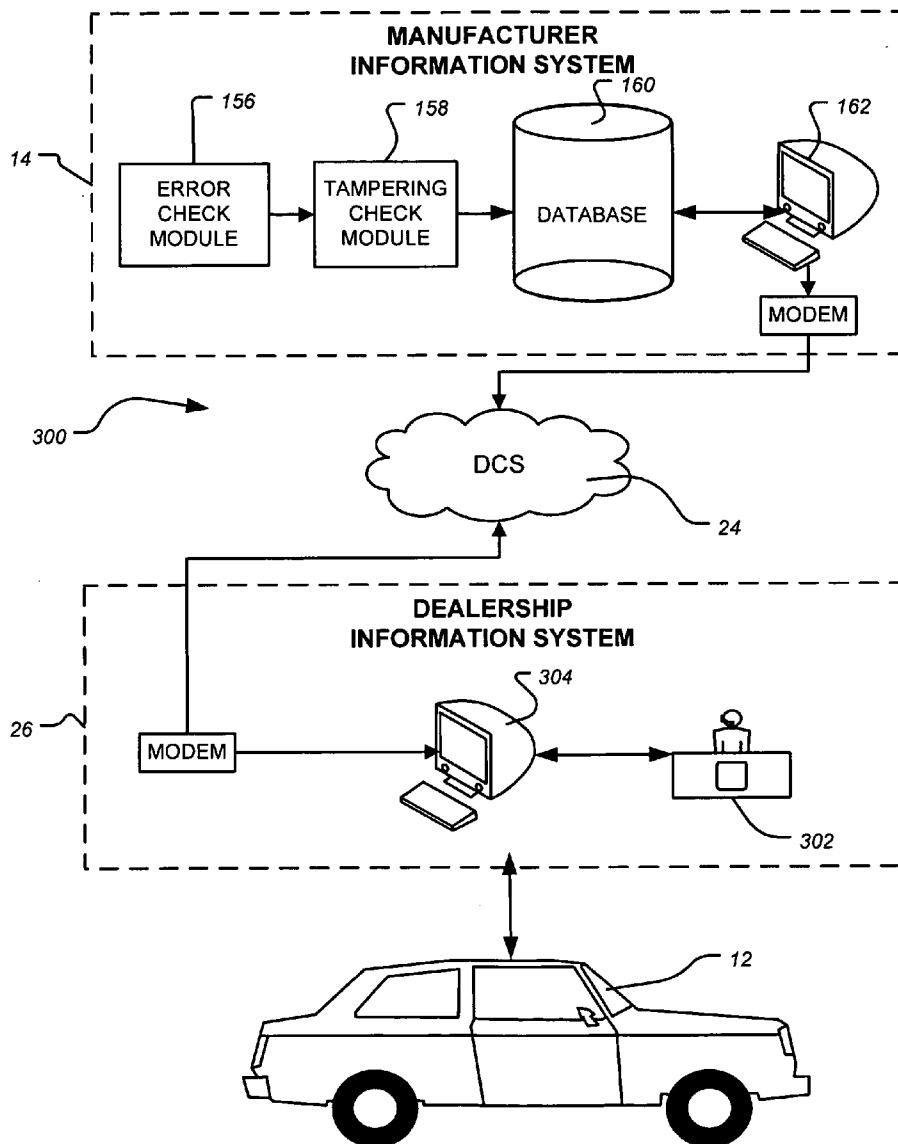 MANUFACTURER
INFORMATION SYSTEM
156
158
160
162
14
ERROR
CHECK
MODULE
TAMPERING
CHECK
MODULE
DATABASE
MODEM
300
DCS
24
DEALERSHIP
INFORMATION SYSTEM
304
26
MODEM
302
12